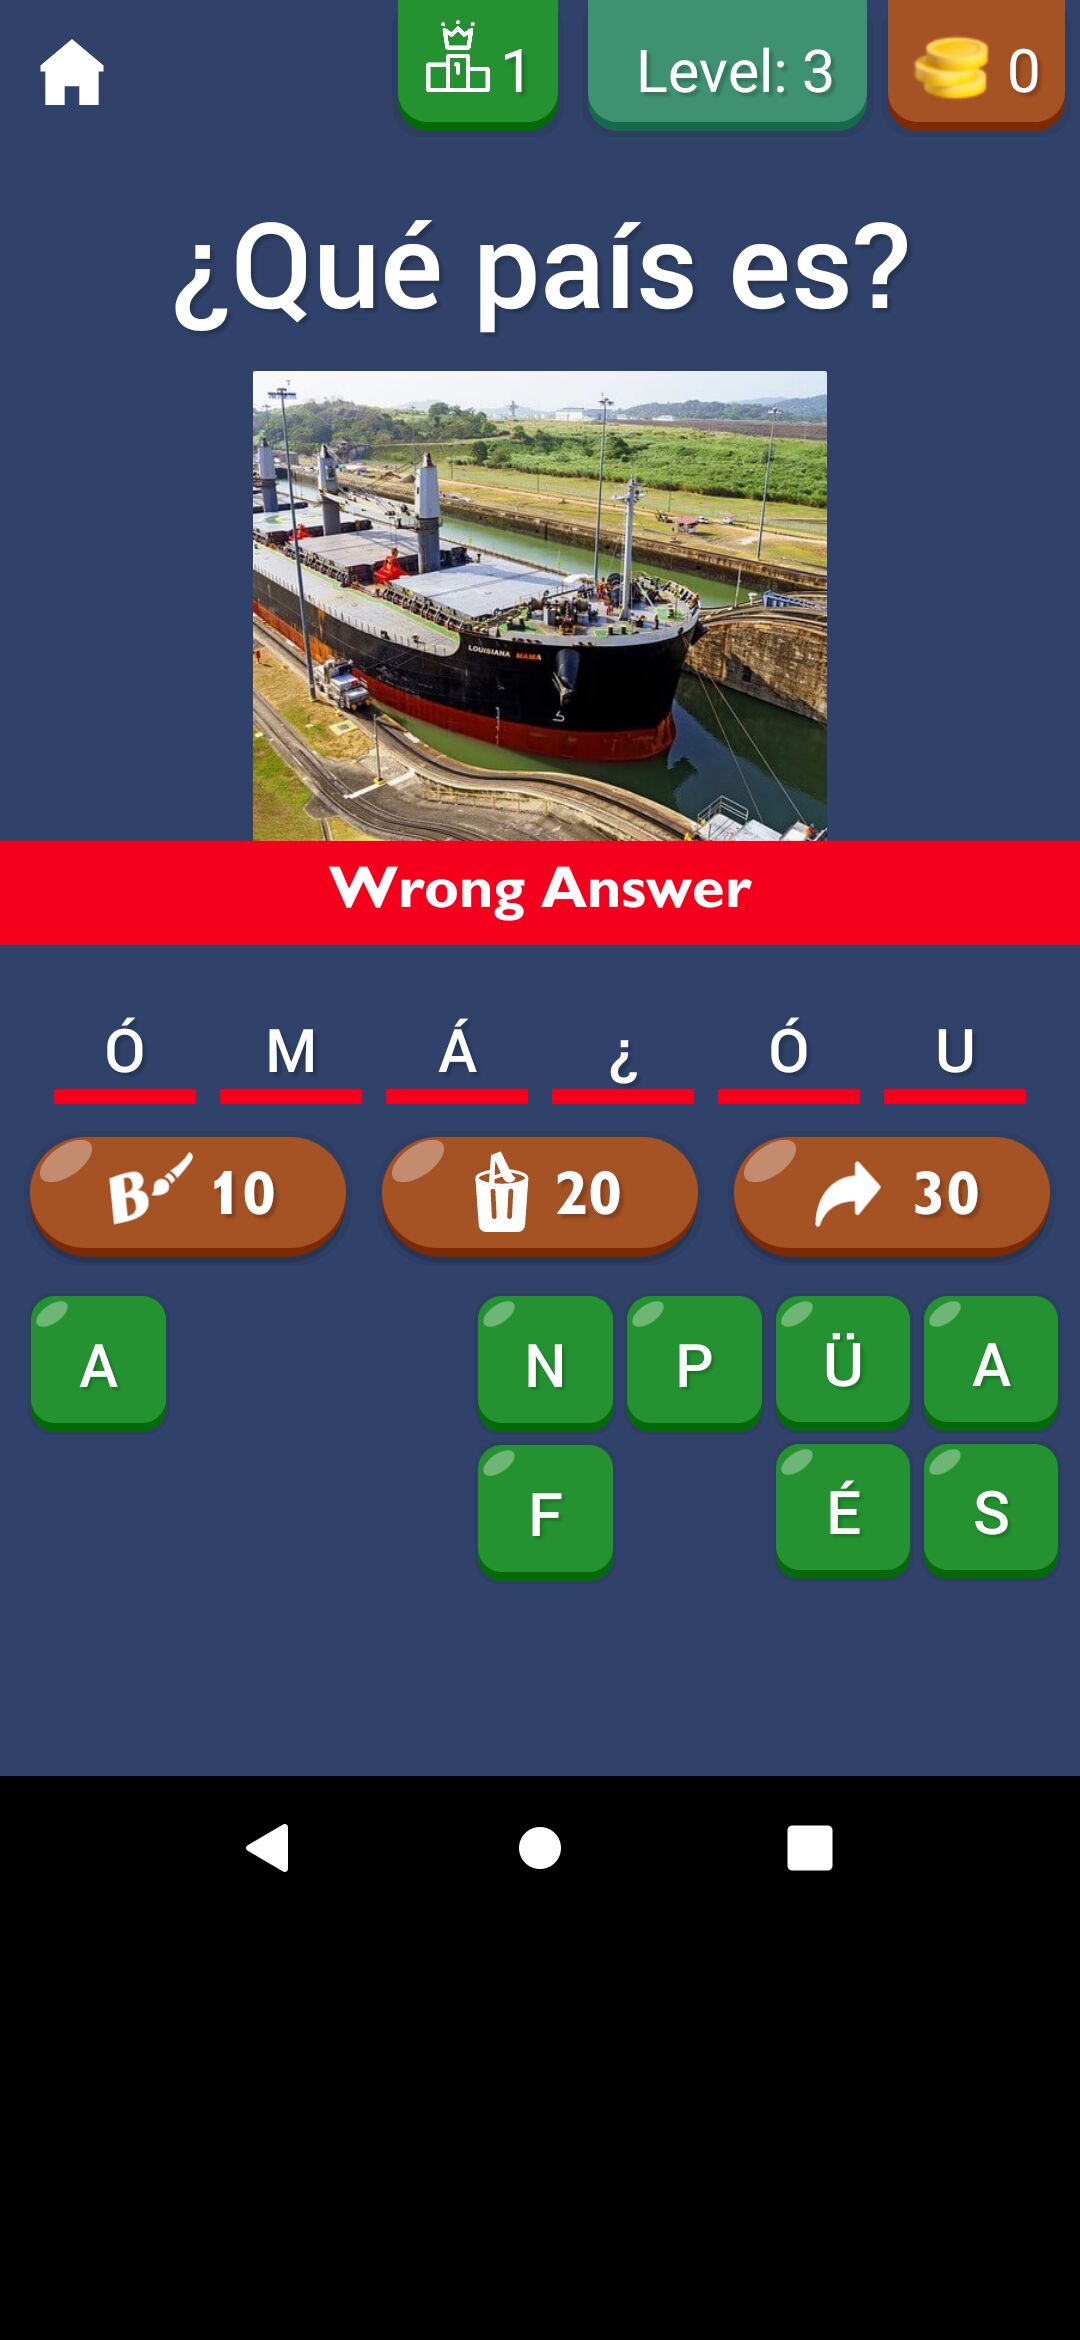 1 Level: 3 0
¿Qué país es?
LOUISIANA MAMA
Wrong Answer
Ó M Á ¿ Ó U
B 10 20 30
A N P Ü A
F É S